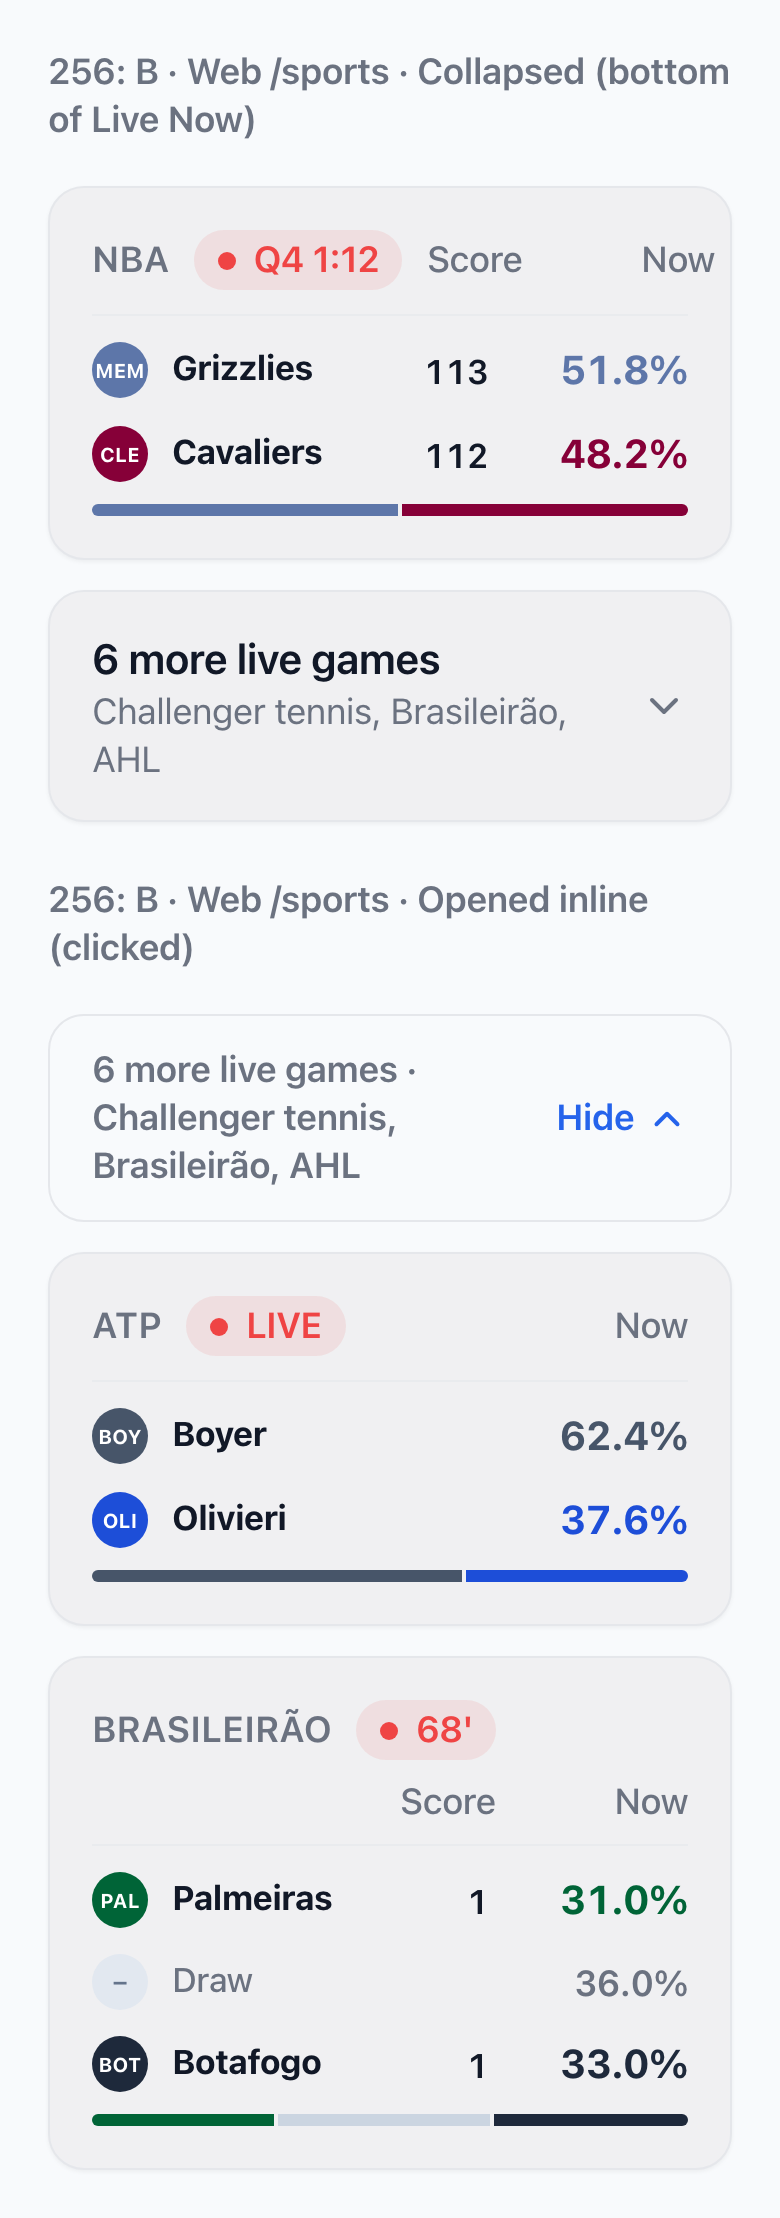 256: B · Web /sports · Collapsed (bottom
of Live Now)
NBA Q4 1:12 Score Now
MEM Grizzlies 113 51.8%
CLE Cavaliers 112 48.2%
6 more live games
Challenger tennis, Brasileirão,
AHL
256: B · Web /sports · Opened inline
(clicked)
6 more live games ·
Challenger tennis,
Brasileirão, AHL
Hide
ATP LIVE Now
BOY Boyer 62.4%
OLI Olivieri 37.6%
BRASILEIRÃO 68'
Score Now
PAL Palmeiras 1 31.0%
– Draw 36.0%
BOT Botafogo 1 33.0%